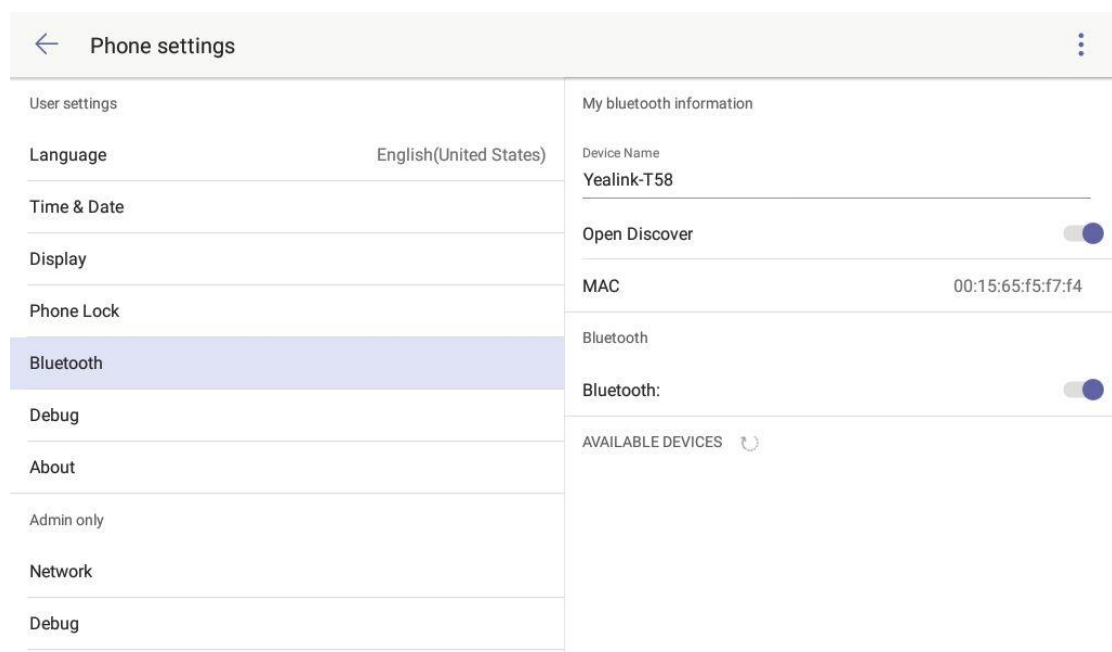 Phone settings
User settings
Language English(United States)
Time & Date
Display
Phone Lock
Bluetooth
Debug
About
Admin only
Network
Debug
My bluetooth information
Device Name
Yealink-T58
Open Discover
MAC 00:15:65:f5:f7:f4
Bluetooth
Bluetooth:
AVAILABLE DEVICES